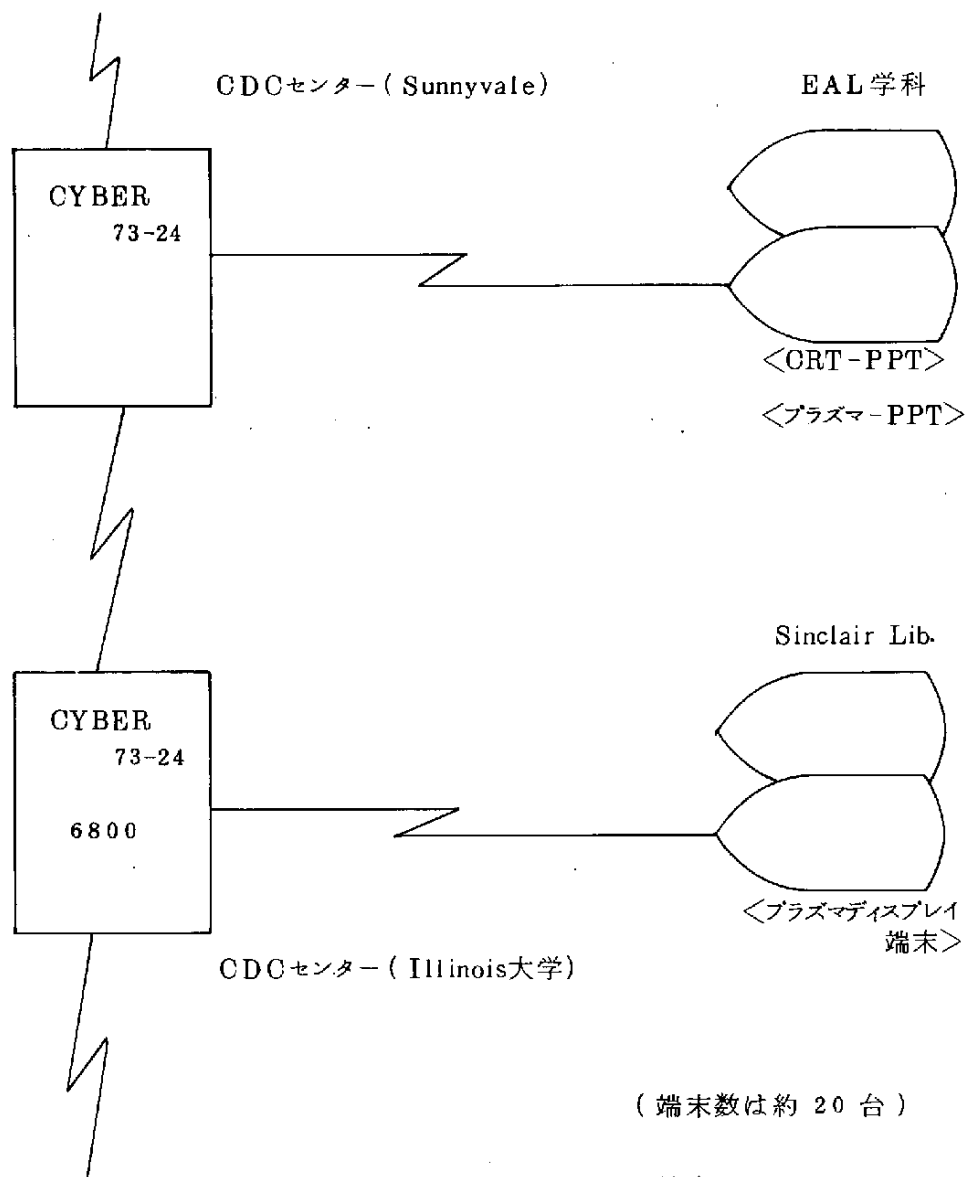 CDCセンター(Sunnyvale)
EAL学科
CYBER
73-24
<CRT-PPT>
<プラズマ-PPT>
Sinclair Lib.
CYBER
73-24
6800
<プラズマディスプレイ
端末>
CDCセンター(Illinois大学)
(端末数は約 20 台)